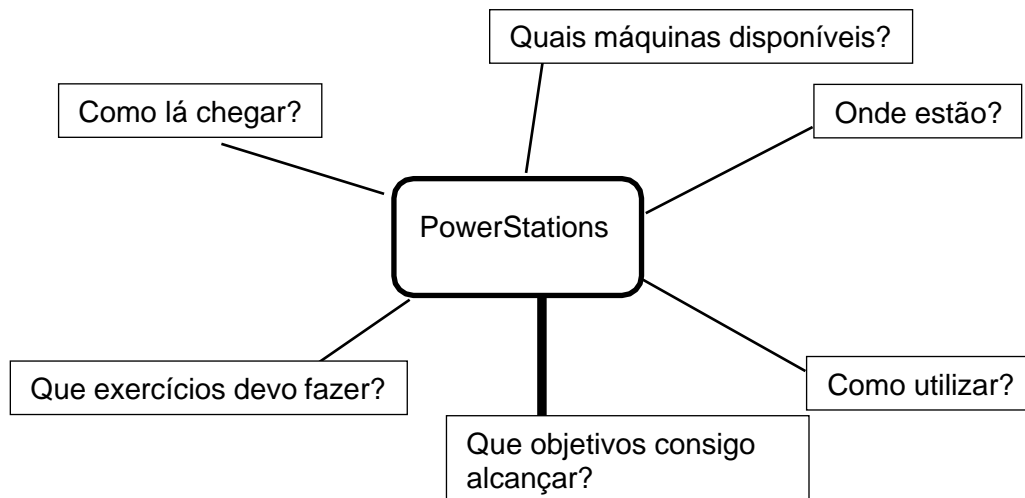 Quais máquinas disponíveis?
Como lá chegar?
Onde estão?
PowerStations
Que exercícios devo fazer?
Como utilizar?
Que objetivos consigo
alcançar?